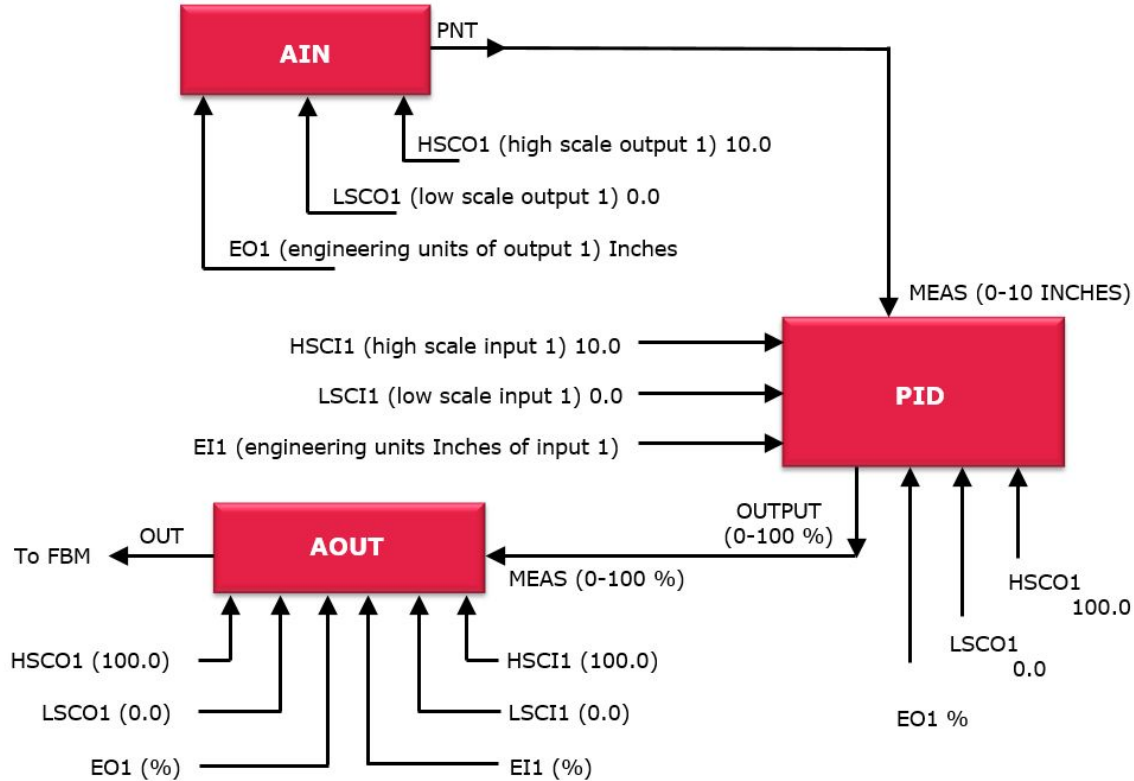 PNT
AIN
HSCO1 (high scale output 1) 10.0
LSCO1 (low scale output 1) 0.0
EO1 (engineering units of output 1) Inches
MEAS (0-10 INCHES)
HSCI1 (high scale input 1) 10.0
LSCI1 (low scale input 1) 0.0
PID
EI1 (engineering units Inches of input 1)
OUTPUT
(0-100 %)
OUT
AOUT
To FBM
MEAS (0-100 %)
HSCO1
100.0
LSCO1
0.0
EO1 %
HSCO1 (100.0)
HSCI1 (100.0)
LSCO1 (0.0)
LSCI1 (0.0)
EO1 (%)
EI1 (%)